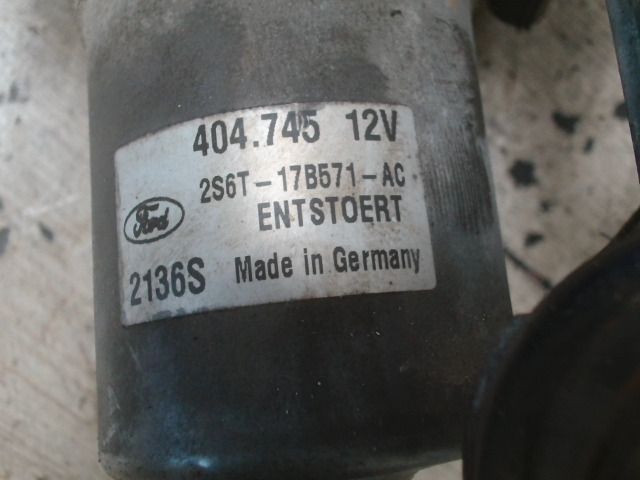 404.745 12V
2S6T-17B571-AC
Ford
ENTSTOERT
2136S Made in Germany